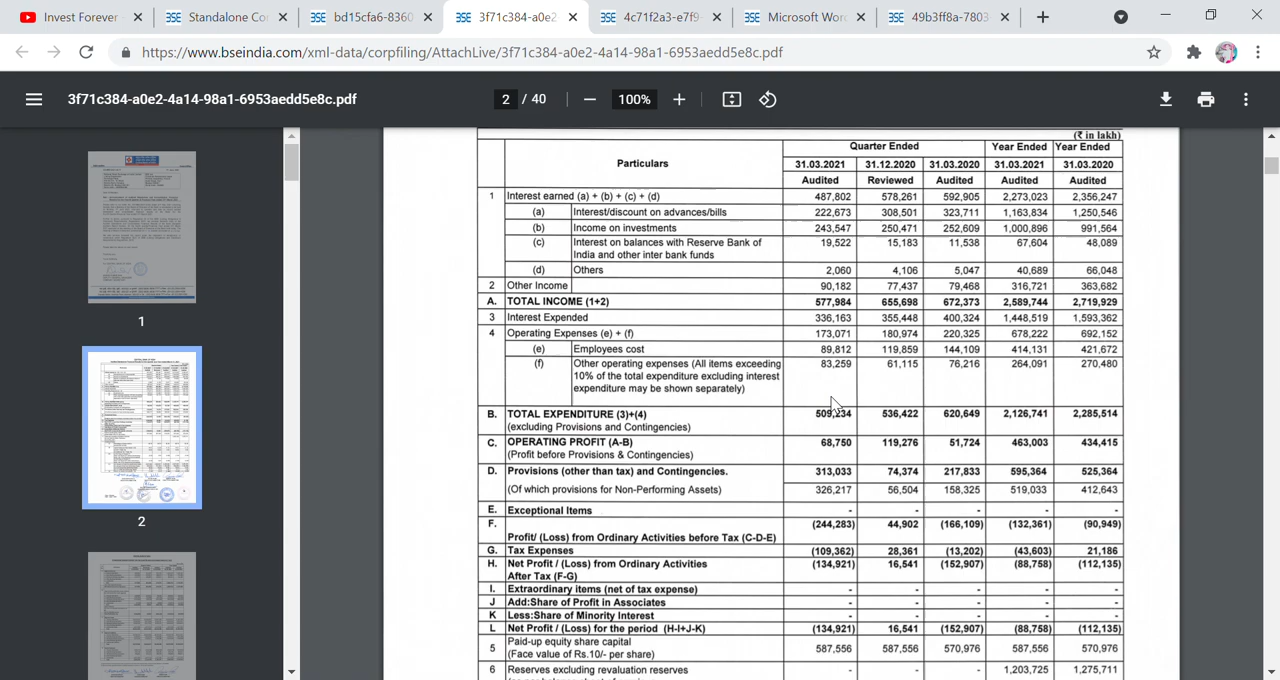 Invest Forever -
Standalone Co
bd15cfa6-8360
3f71c384-a0e2
4c71f2a3-e7f9
Microsoft Word
49b3ff8a-7803
https://www.bseindia.com/xml-data/corpfiling/AttachLive/3f71c384-a0e2-4a14-98a1-6953aedd5e8c.pdf
3f71c384-a0e2-4a14-98a1-6953aedd5e8c.pdf
2 / 40
100%
1
2
(₹ in lakh)
Particulars Quarter Ended Year Ended Year Ended
31.03.2021 31.12.2020 31.03.2020 31.03.2021 31.03.2020
Audited Reviewed Audited Audited Audited
1 Interest earned (a) + (b) + (c) + (d) 487,802 578,261 592,905 2,273,023 2,356,247
(a) Interest/discount on advances/bills 222,673 308,501 323,711 1,163,834 1,250,546
(b) Income on investments 243,547 250,471 252,609 1,000,896 991,564
(c) Interest on balances with Reserve Bank of 19,522 15,183 11,538 67,604 48,089
India and other inter bank funds
(d) Others 2,060 4,106 5,047 40,689 66,048
2 Other Income 90,182 77,437 79,468 316,721 363,682
A. TOTAL INCOME (1+2) 577,984 655,698 672,373 2,589,744 2,719,929
3 Interest Expended 336,163 355,448 400,324 1,448,519 1,593,362
4 Operating Expenses (e) + (f) 173,071 180,974 220,325 678,222 692,152
(e) Employees cost 89,812 119,859 144,109 414,131 421,672
(f) Other operating expenses (All items exceeding 83,259 61,115 76,216 264,091 270,480
10% of the total expenditure excluding interest
expenditure may be shown separately)
B. TOTAL EXPENDITURE (3)+(4) 536,422 620,649 2,126,741 2,285,514
(excluding Provisions and Contingencies)
C. OPERATING PROFIT (A-B) 68,750 119,276 51,724 463,003 434,415
(Profit before Provisions & Contingencies)
D. Provisions (other than tax) and Contingencies. 313,033 74,374 217,833 595,364 525,364
(Of which provisions for Non-Performing Assets) 326,217 56,504 158,325 519,033 412,643
E. Exceptional Items - - - - -
F. (244,283) 44,902 (166,109) (132,361) (90,949)
Profit/ (Loss) from Ordinary Activities before Tax (C-D-E)
G. Tax Expenses (109,362) 28,361 (13,202) (43,603) 21,186
H. Net Profit / (Loss) from Ordinary Activities (134,921) 16,541 (152,907) (88,758) (112,135)
After Tax (F-G)
I. Extraordinary items (net of tax expense) - - - - -
J Add:Share of Profit in Associates - - - - -
K Less:Share of Minority Interest - - - - -
L Net Profit / (Loss) for the period (H-I+J-K) (134,921) 16,541 (152,907) (88,758) (112,135)
5 Paid-up equity share capital 587,556 587,556 570,976 587,556 570,976
(Face value of Rs.10/- per share)
6 Reserves excluding revaluation reserves - - - 1,203,725 1,275,711